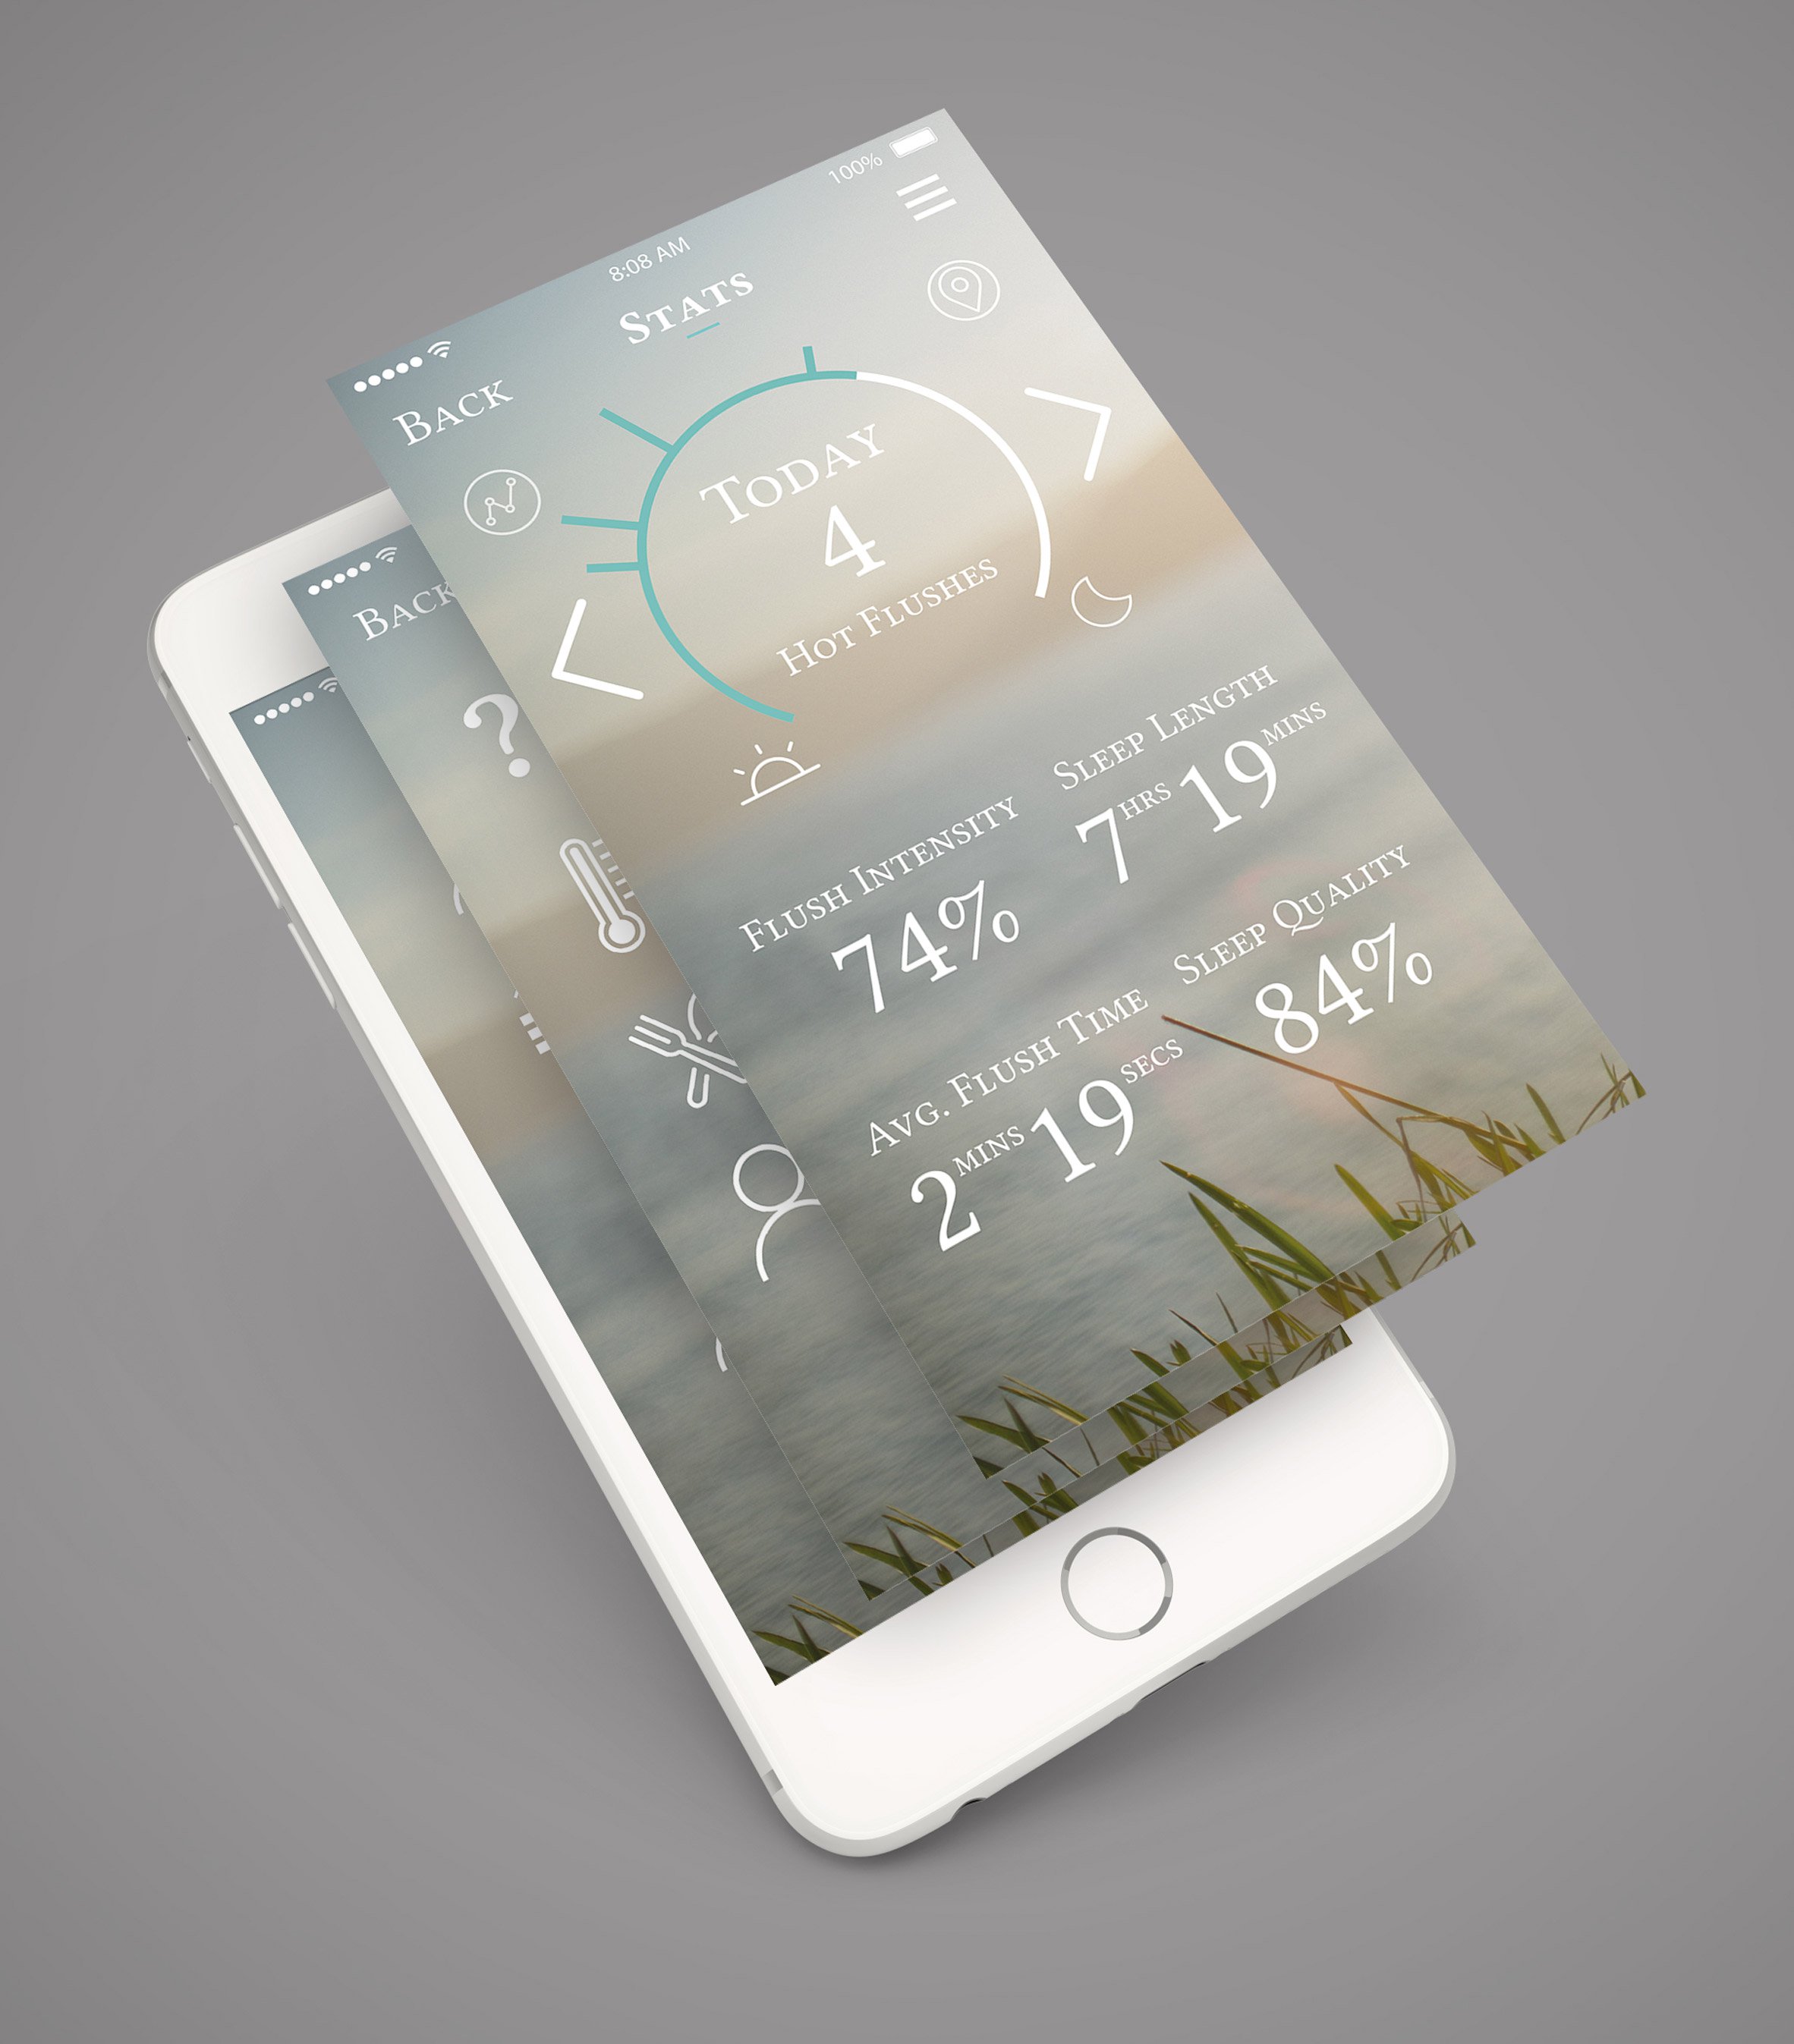 100%
8:08 AM
Stats
Back
Today
4
Hot Flushes
Flush Intensity
74%
Sleep Length
7 HRS 19 MINS
Avg. Flush Time
2 MINS 19 SECS
Sleep Quality
84%
Back
?